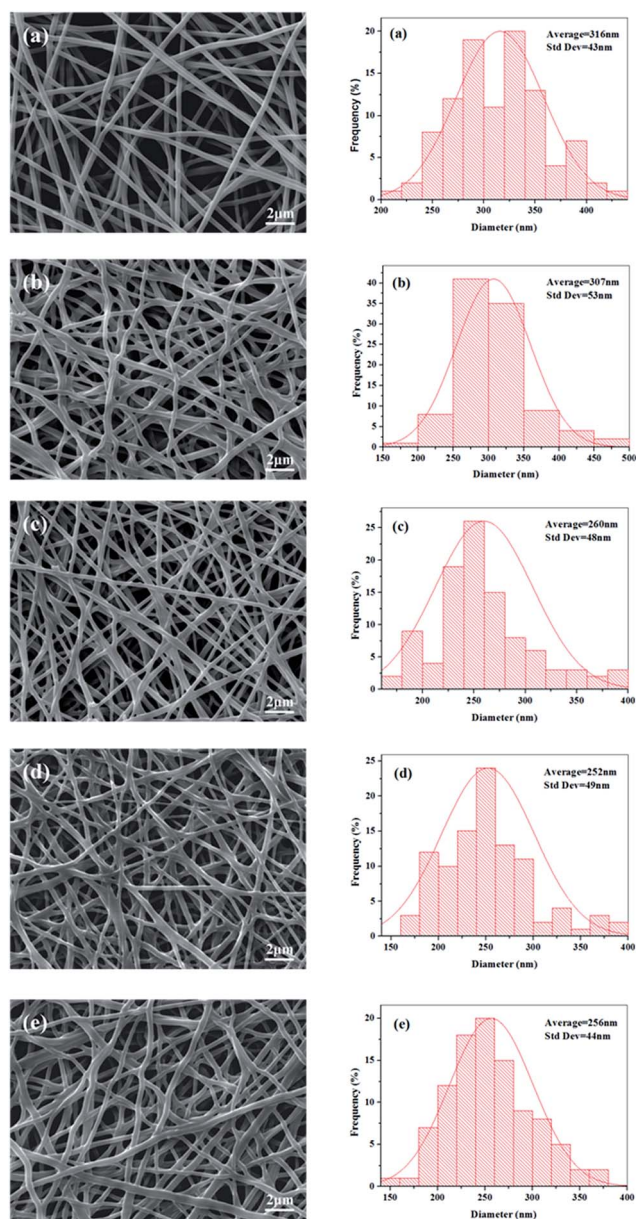 (a)
2μm
(a)
Average=316nm
Std Dev=43nm
Frequency (%)
20
15
10
5
0
200 250 300 350 400
Diameter (nm)
(b)
2μm
(b)
Average=307nm
Std Dev=53nm
Frequency (%)
40
35
30
25
20
15
10
5
0
150 200 250 300 350 400 450 500
Diameter (nm)
(c)
2μm
(c)
Average=260nm
Std Dev=48nm
Frequency (%)
25
20
15
10
5
0
200 250 300 350 400
Diameter (nm)
(d)
2μm
(d)
Average=252nm
Std Dev=49nm
Frequency (%)
25
20
15
10
5
0
150 200 250 300 350 400
Diameter (nm)
(e)
2μm
(e)
Average=256nm
Std Dev=44nm
Frequency (%)
20
15
10
5
0
150 200 250 300 350 400
Diameter (nm)